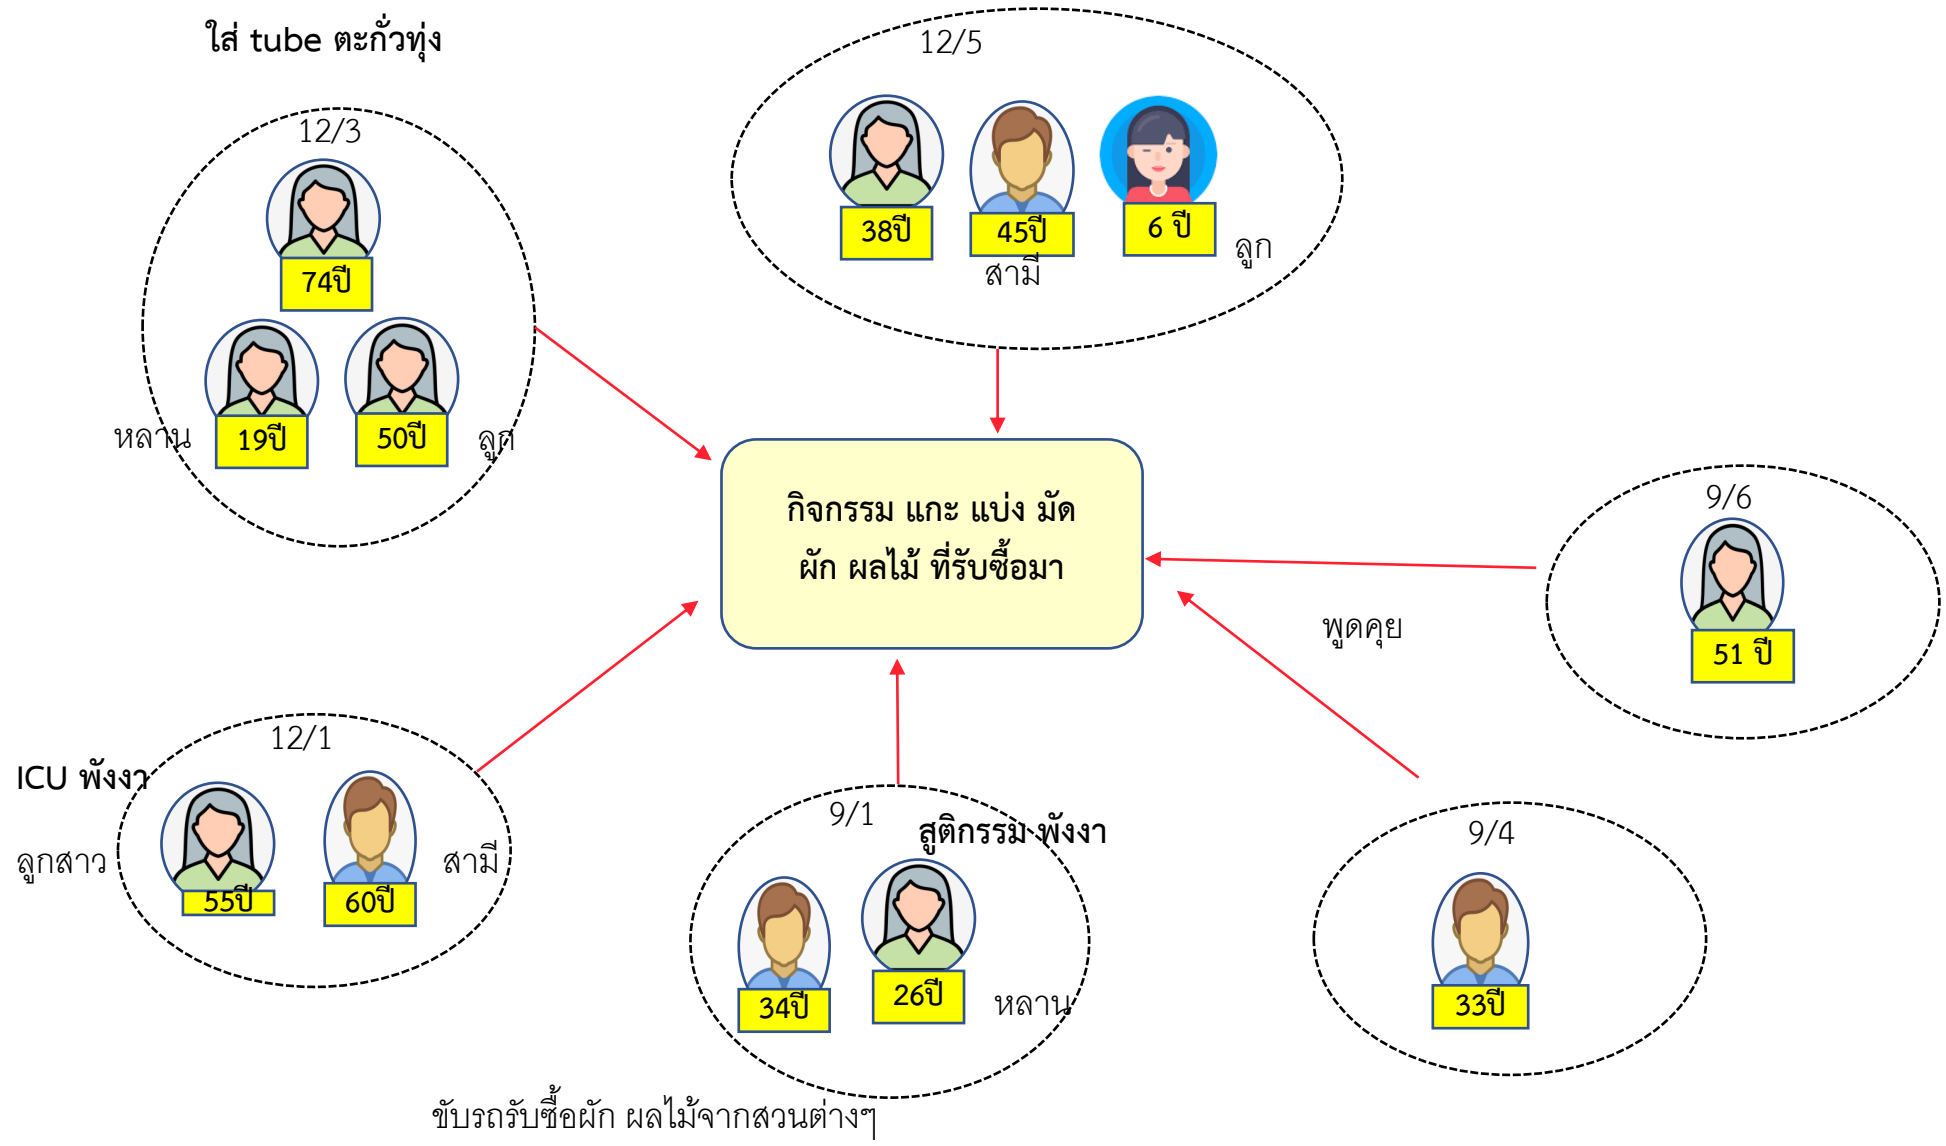 ใส่ tube ตะกั่วทุ่ง
12/5
12/3
38ปี
45ปี
6 ปี
ลูก
สามี
74ปี
หลาน
19ปี
50ปี
ลูก
กิจกรรม แกะ แบ่ง มัด
ผัก ผลไม้ ที่รับซื้อมา
9/6
51 ปี
พูดคุย
12/1
ICU พังงา
ลูกสาว
55ปี
60ปี
สามี
9/1
สูติกรรม พังงา
34ปี
26ปี
หลาน
9/4
33ปี
ขับรถรับซื้อผัก ผลไม้จากสวนต่างๆ